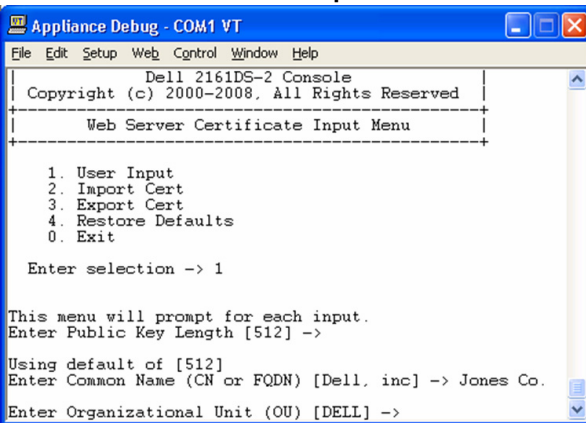 Appliance Debug - COM1 VT
File Edit Setup Web Control Window Help
Dell 2161DS-2 Console
Copyright (c) 2000-2008, All Rights Reserved
Web Server Certificate Input Menu
1. User Input
2. Import Cert
3. Export Cert
4. Restore Defaults
0. Exit
Enter selection -> 1
This menu will prompt for each input.
Enter Public Key Length [512] ->
Using default of [512]
Enter Common Name (CN or FQDN) [Dell, inc] -> Jones Co.
Enter Organizational Unit (OU) [DELL] ->